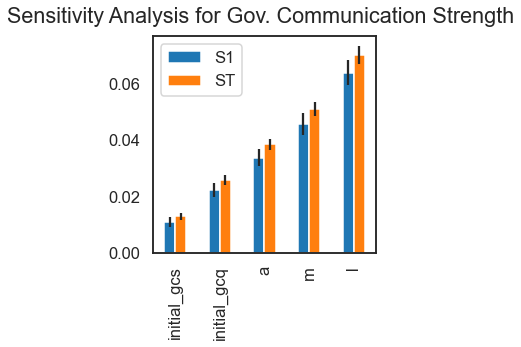 Sensitivity Analysis for Gov. Communication Strength
S1
ST
0.06
0.04
0.02
0.00
initial_gcs
initial_gcq
a
m
l